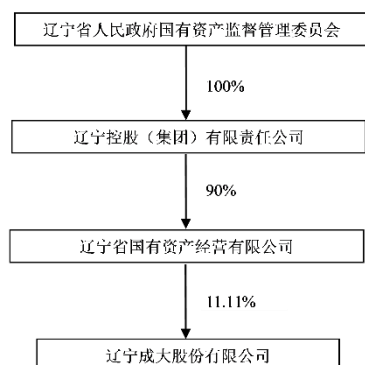 辽宁省人民政府国有资产监督管理委员会
100%
辽宁控股（集团）有限责任公司
90%
辽宁省国有资产经营有限公司
11.11%
辽宁成大股份有限公司